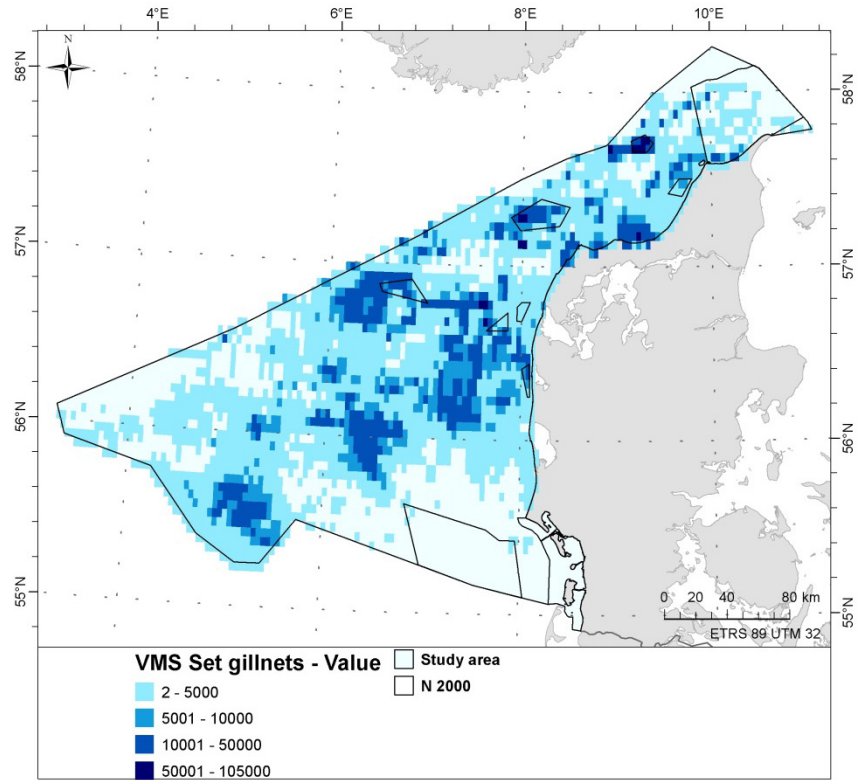 4°E 6°E 8°E 10°E
N
58°N 58°N
57°N 57°N
56°N 56°N
55°N 55°N
0 20 40 80 km
ETRS 89 UTM 32
VMS Set gillnets - Value
2 - 5000
5001 - 10000
10001 - 50000
50001 - 105000
Study area
N 2000